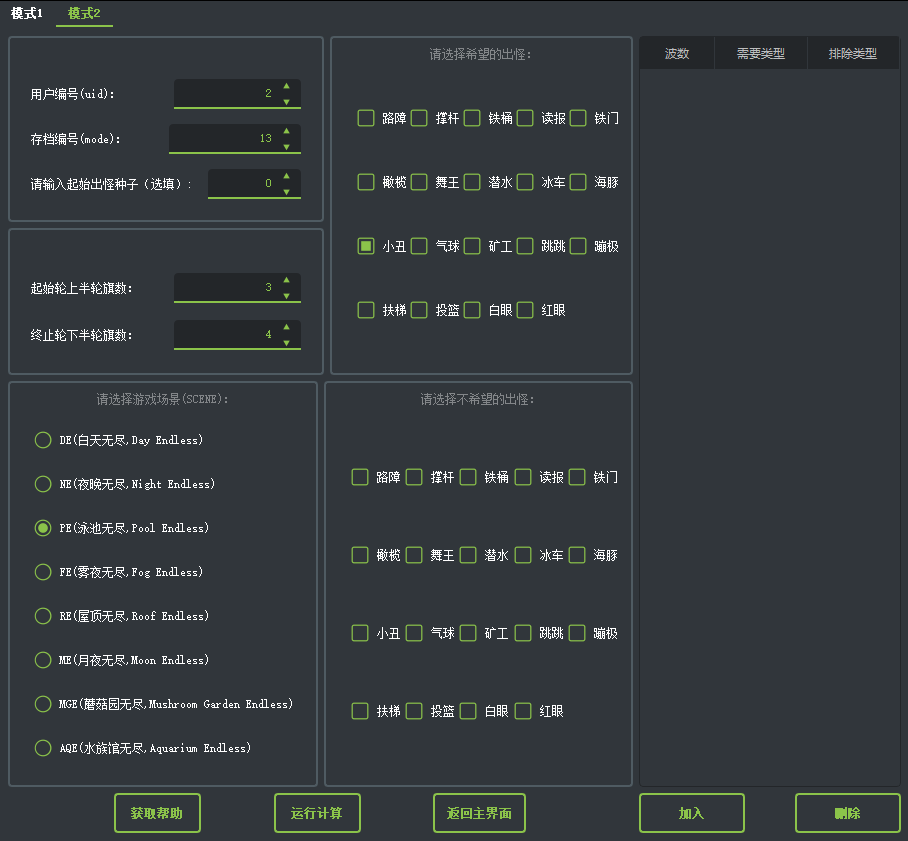 模式1 模式2
用户编号(uid): 2
存档编号(mode): 13
请输入起始出怪种子（选填）: 0
起始轮上半轮旗数: 3
终止轮下半轮旗数: 4
请选择游戏场景(SCENE):
DE(白天无尽,Day Endless)
NE(夜晚无尽,Night Endless)
PE(泳池无尽,Pool Endless)
FE(雾夜无尽,Fog Endless)
RE(屋顶无尽,Roof Endless)
ME(月夜无尽,Moon Endless)
MGE(蘑菇园无尽,Mushroom Garden Endless)
AQE(水族馆无尽,Aquarium Endless)
请选择希望的出怪:
路障 撑杆 铁桶 读报 铁门
橄榄 舞王 潜水 冰车 海豚
小丑 气球 矿工 跳跳 蹦极
扶梯 投篮 白眼 红眼
请选择不希望的出怪:
路障 撑杆 铁桶 读报 铁门
橄榄 舞王 潜水 冰车 海豚
小丑 气球 矿工 跳跳 蹦极
扶梯 投篮 白眼 红眼
波数 需要类型 排除类型
获取帮助 运行计算 返回主界面 加入 删除